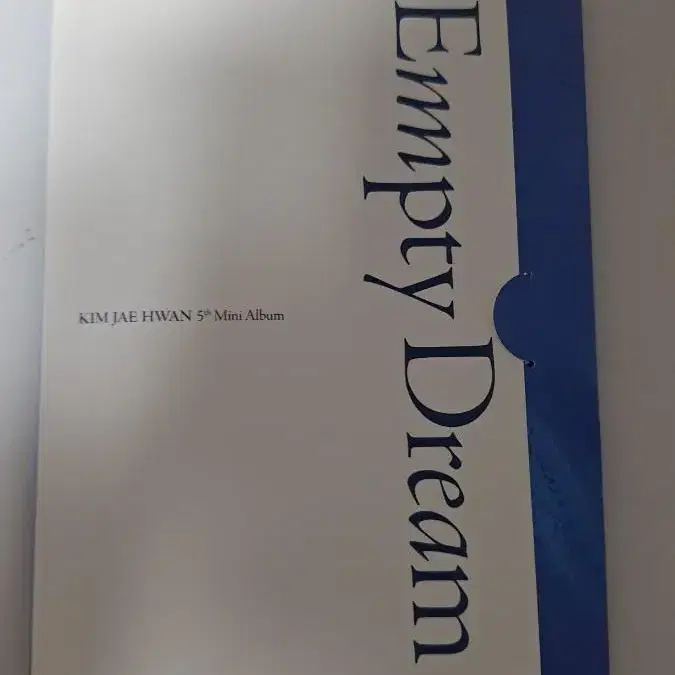 KIM JAE HWAN 5th Mini Album
Empty Dream